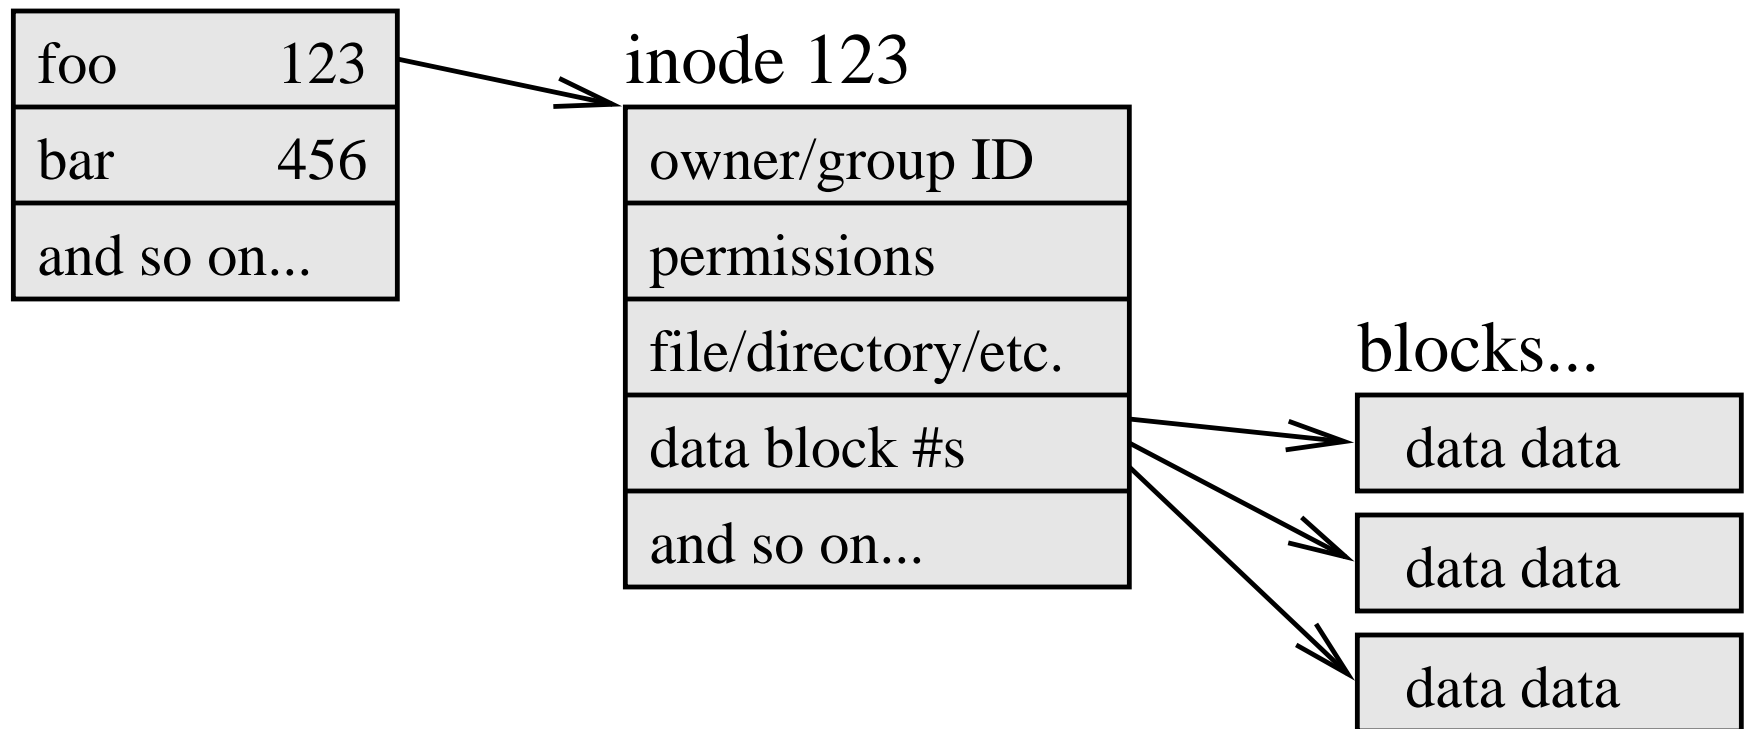 foo 123
bar 456
and so on...
inode 123
owner/group ID
permissions
file/directory/etc.
data block #s
and so on...
blocks...
data data
data data
data data